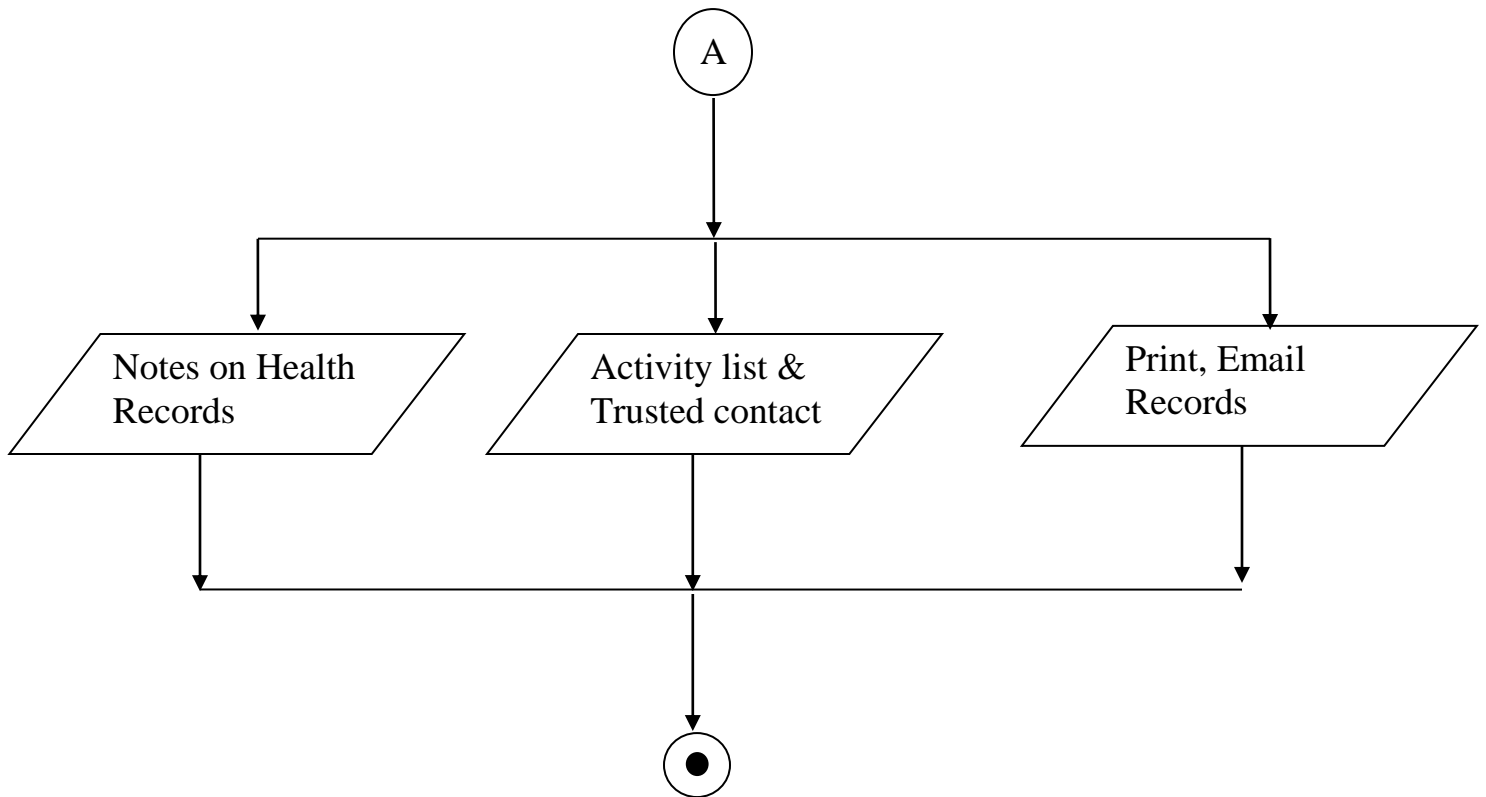 A
Notes on Health
Records
Activity list &
Trusted contact
Print, Email
Records